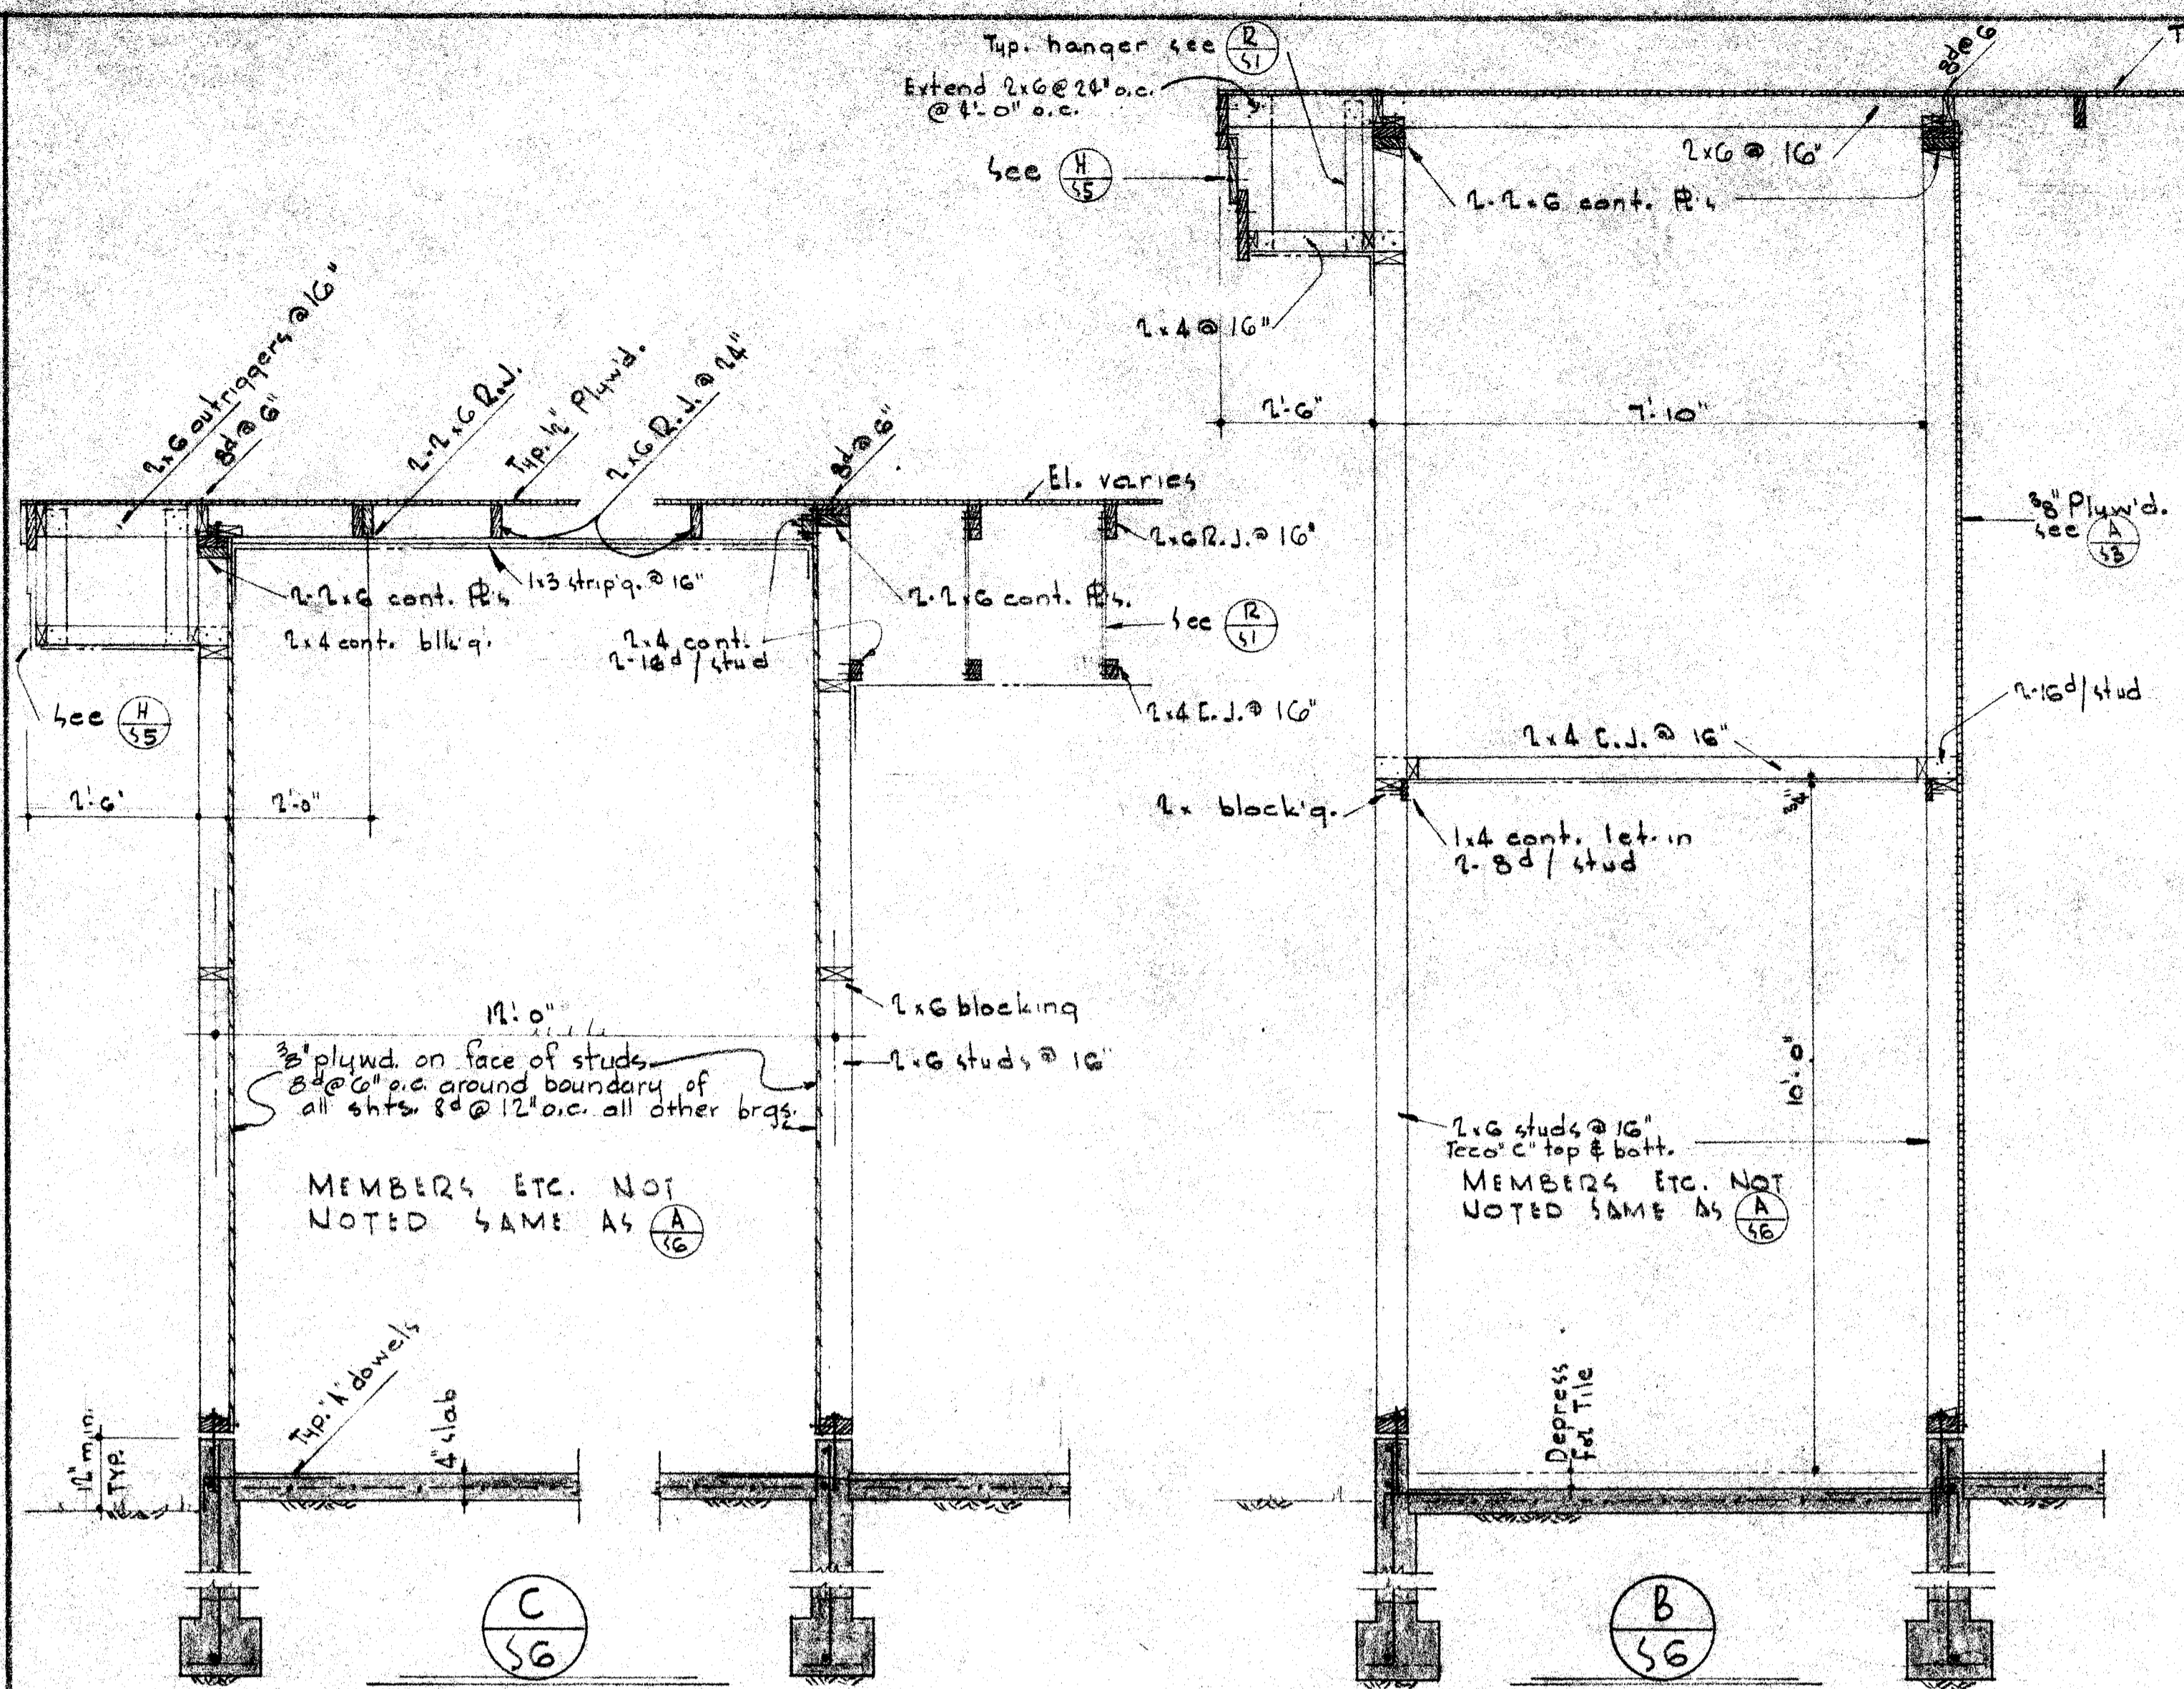 Typ. hanger see R/S1
Extend 2x6 @ 24" o.c.
@ 4'-0" o.c.
See H/S5
8d @ 6
2x6 @ 16"
2-2x6 cont. PL's
2x4 @ 16"
2'-6"
7'-10"
3/8" Plyw'd.
see A/S3
2-16d/stud
2x4 C.J. @ 16"
3/4"
2x block'g.
1x4 cont. let-in
2-8d / stud
10'-0"
2x6 studs @ 16"
Teco "C" top & bott.
MEMBERS ETC. NOT
NOTED SAME AS A/S6
Depress
for Tile
B/S6
2x6 outriggers @ 16"
8d @ 6"
2-2x6 R.J.
Typ. 1/2" Plyw'd.
2x6 R.J. @ 24"
8d @ 6"
El. varies
2x6 R.J. @ 16"
2-2x6 cont. PL's
1x3 strip'g. @ 16"
2x4 cont. blk'g.
2x4 cont.
2-16d / stud
2-2x6 cont. PL's.
see R/S1
2x4 C.J. @ 16"
See H/S5
2'-6"
2'-0"
12'-0"
2x6 blocking
2x6 studs @ 16"
3/8" plywd. on face of studs
8d @ 6" o.c. around boundary of
all shts. 8d @ 12" o.c. all other brgs.
MEMBERS ETC. NOT
NOTED SAME AS A/S6
12" min.
TYP.
Typ. "A" dowels
4" slab
C/S6